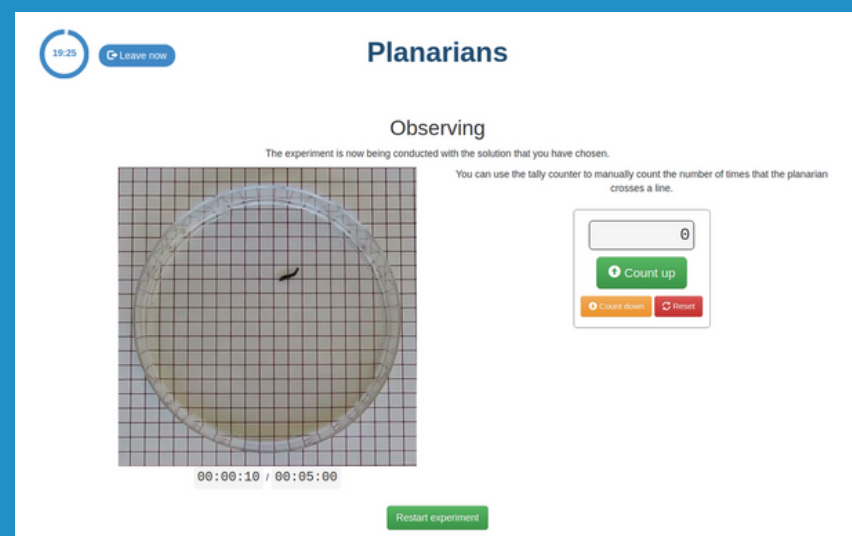 19:25
Leave now
Planarians
Observing
The experiment is now being conducted with the solution that you have chosen.
You can use the tally counter to manually count the number of times that the planarian
crosses a line.
0
Count up
Count down
Reset
00:00:10 / 00:05:00
Restart experiment